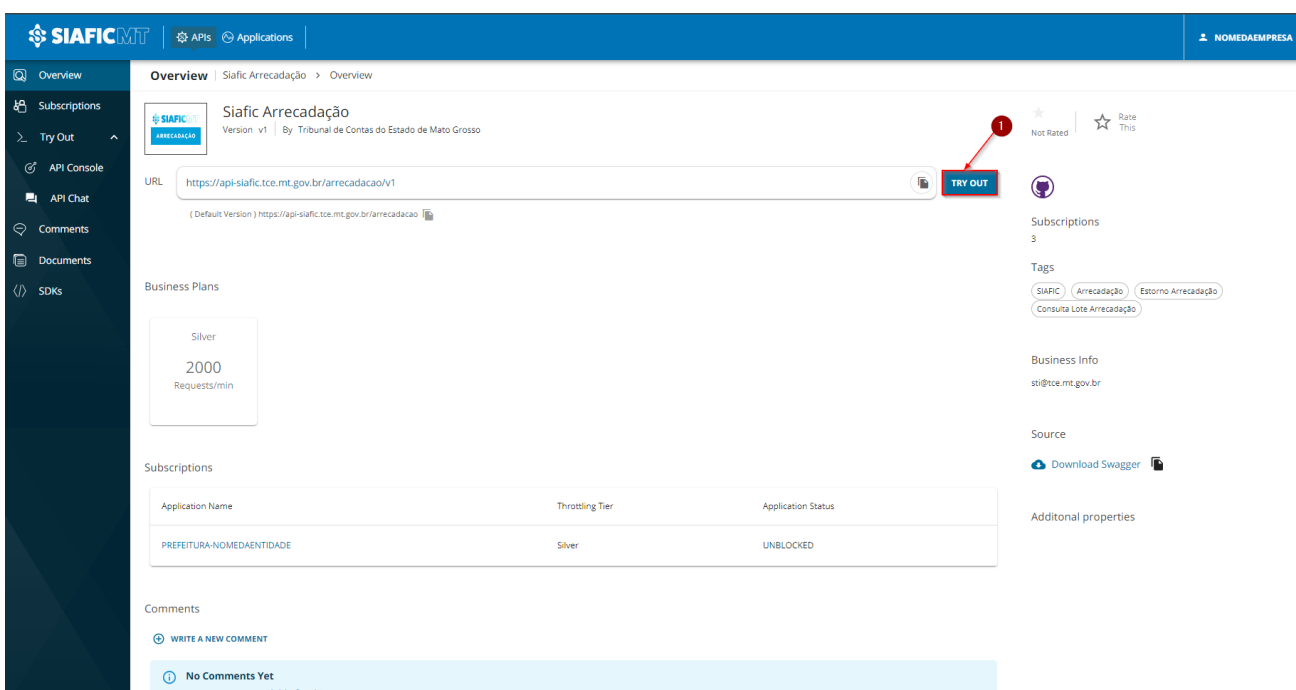 SIAFICMT
APIs
Applications
NOMEDAEMPRESA
Overview
Subscriptions
Try Out
API Console
API Chat
Comments
Documents
SDKs
Overview | Siafic Arrecadação > Overview
SIAFIC
ARRECADAÇÃO
Siafic Arrecadação
Version v1 | By Tribunal de Contas do Estado de Mato Grosso
1
Not Rated
Rate
This
URL
https://api-siafic.tce.mt.gov.br/arrecadacao/v1
TRY OUT
( Default Version ) https://api-siafic.tce.mt.gov.br/arrecadacao
Subscriptions
3
Tags
SIAFIC
Arrecadação
Estorno Arrecadação
Consulta Lote Arrecadação
Business Plans
Silver
2000
Requests/min
Business Info
sti@tce.mt.gov.br
Source
Download Swagger
Additonal properties
Subscriptions
Application Name Throttling Tier Application Status
PREFEITURA-NOMEDAENTIDADE Silver UNBLOCKED
Comments
WRITE A NEW COMMENT
No Comments Yet